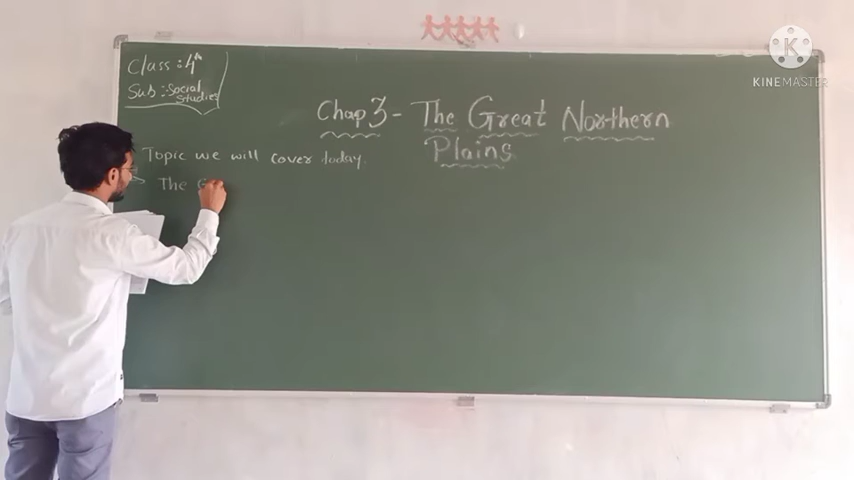 Class : 4th
Sub : Social
Studies
Chap 3 - The Great Northern
Plains
Topic we will cover today.
The G
K
KINEMASTER